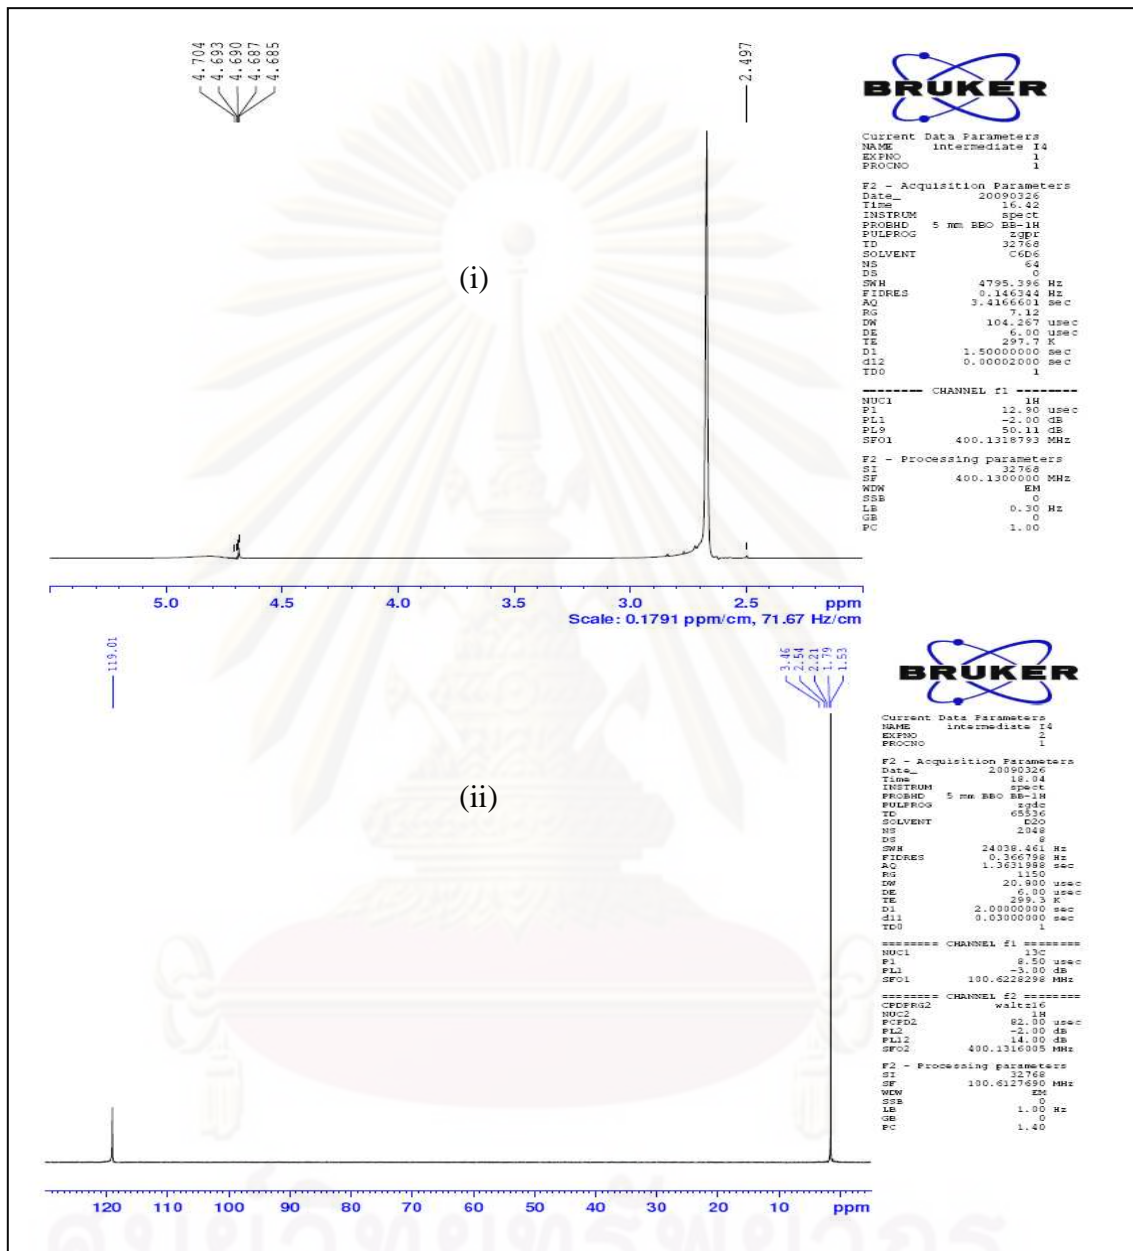 4.704
4.693
4.690
4.687
4.685
2.497
BRUKER
Current Data Parameters
NAME intermediate I4
EXPNO 1
PROCNO 1
F2 - Acquisition Parameters
Date_ 20090326
Time 16.42
INSTRUM spect
PROBHD 5 mm BBO BB-1H
PULPROG zgpr
TD 32768
SOLVENT C6D6
NS 64
DS 0
SWH 4795.396 Hz
FIDRES 0.146344 Hz
AQ 3.4166601 sec
RG 7.12
DW 104.267 usec
DE 6.00 usec
TE 297.7 K
D1 1.50000000 sec
d12 0.00002000 sec
TD0 1
======== CHANNEL f1 ========
NUC1 1H
P1 12.90 usec
PL1 -2.00 dB
PL9 50.11 dB
SFO1 400.1318793 MHz
F2 - Processing parameters
SI 32768
SF 400.1300000 MHz
WDW EM
SSB 0
LB 0.30 Hz
GB 0
PC 1.00
(i)
5.0 4.5 4.0 3.5 3.0 2.5 ppm
Scale: 0.1791 ppm/cm, 71.67 Hz/cm
119.01
3.46
2.54
2.21
1.79
1.53
BRUKER
Current Data Parameters
NAME intermediate I4
EXPNO 2
PROCNO 1
F2 - Acquisition Parameters
Date_ 20090326
Time 18.04
INSTRUM spect
PROBHD 5 mm BBO BB-1H
PULPROG zgdc
TD 65536
SOLVENT D2O
NS 2048
DS 8
SWH 24038.461 Hz
FIDRES 0.366798 Hz
AQ 1.3631988 sec
RG 1150
DW 20.800 usec
DE 6.00 usec
TE 299.3 K
D1 2.00000000 sec
d11 0.03000000 sec
TD0 1
======== CHANNEL f1 ========
NUC1 13C
P1 8.50 usec
PL1 -3.00 dB
SFO1 100.6228298 MHz
======== CHANNEL f2 ========
CPDPRG2 waltz16
NUC2 1H
PCPD2 82.00 usec
PL2 -2.00 dB
PL12 14.00 dB
SFO2 400.1316005 MHz
F2 - Processing parameters
SI 32768
SF 100.6127690 MHz
WDW EM
SSB 0
LB 1.00 Hz
GB 0
PC 1.40
(ii)
120 110 100 90 80 70 60 50 40 30 20 10 ppm